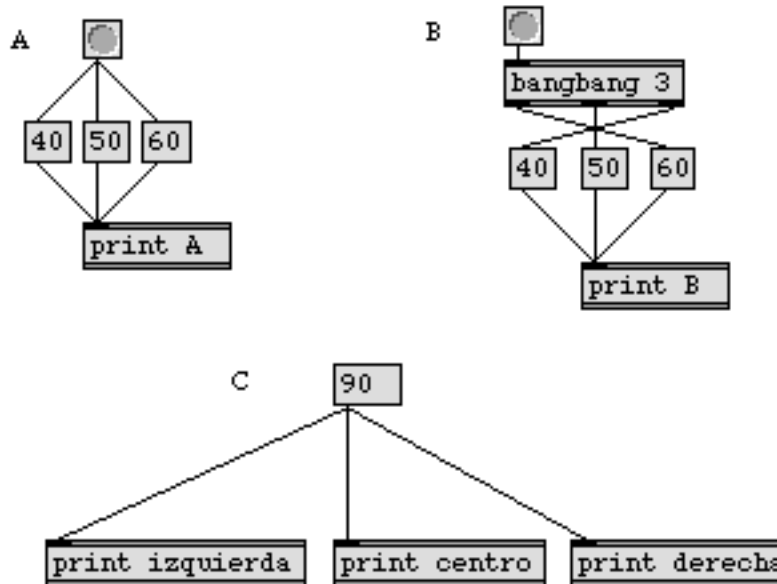 A
B
bangbang 3
40 50 60
40 50 60
print A
print B
C
90
print izquierda
print centro
print derecha